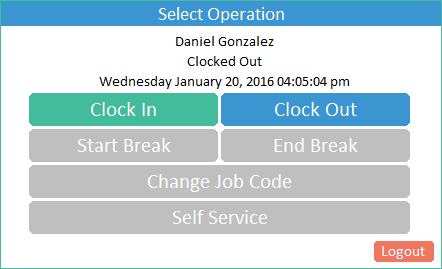 Select Operation
Daniel Gonzalez
Clocked Out
Wednesday January 20, 2016 04:05:04 pm
Clock In Clock Out
Start Break End Break
Change Job Code
Self Service
Logout